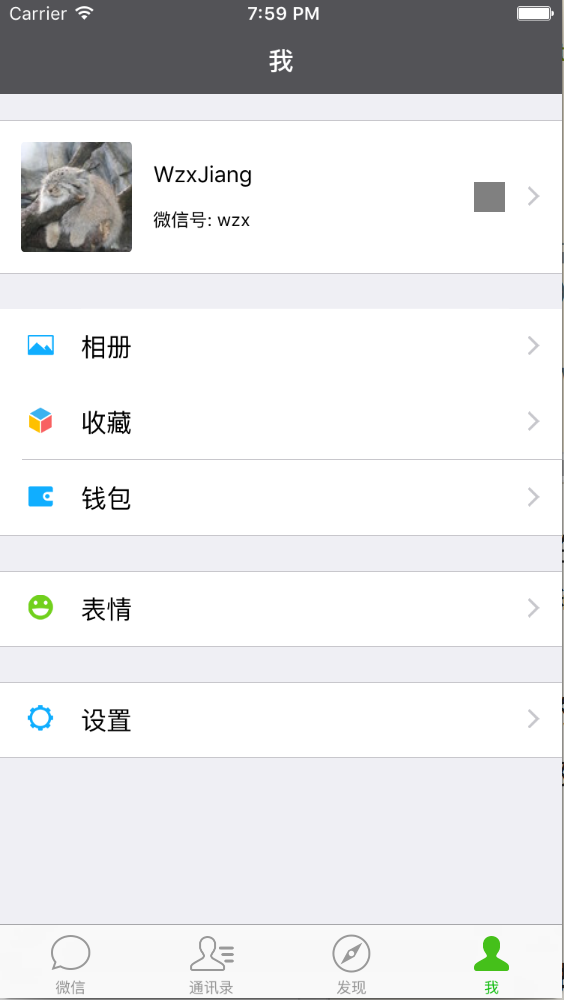 Carrier 7:59 PM
我
WzxJiang
微信号: wzx
相册
收藏
钱包
表情
设置
微信 通讯录 发现 我